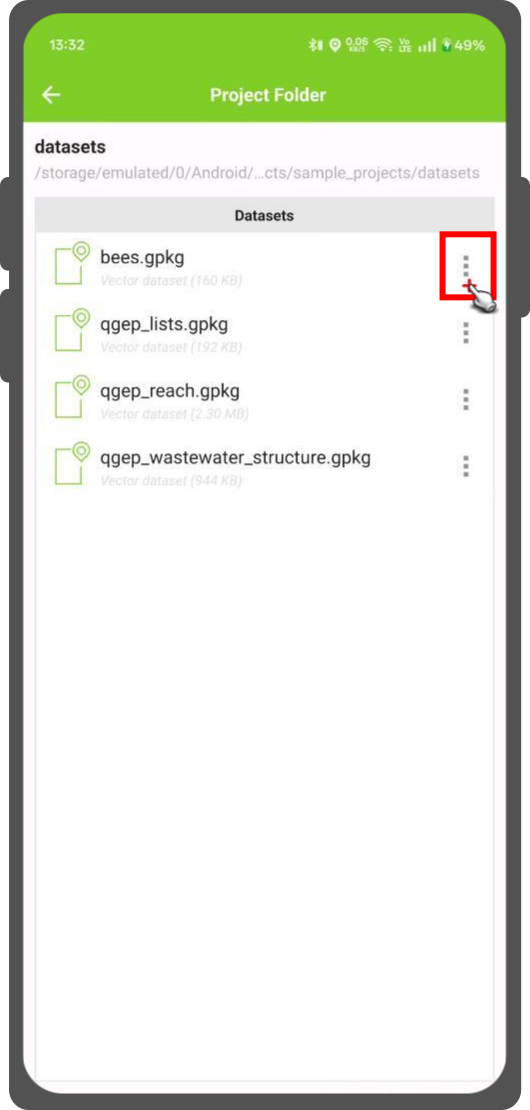 13:32 0.06 KB/S Vo LTE 49%
Project Folder
datasets
/storage/emulated/0/Android/...cts/sample_projects/datasets
Datasets
bees.gpkg
Vector dataset (160 KB)
qgep_lists.gpkg
Vector dataset (192 KB)
qgep_reach.gpkg
Vector dataset (2.30 MB)
qgep_wastewater_structure.gpkg
Vector dataset (944 KB)